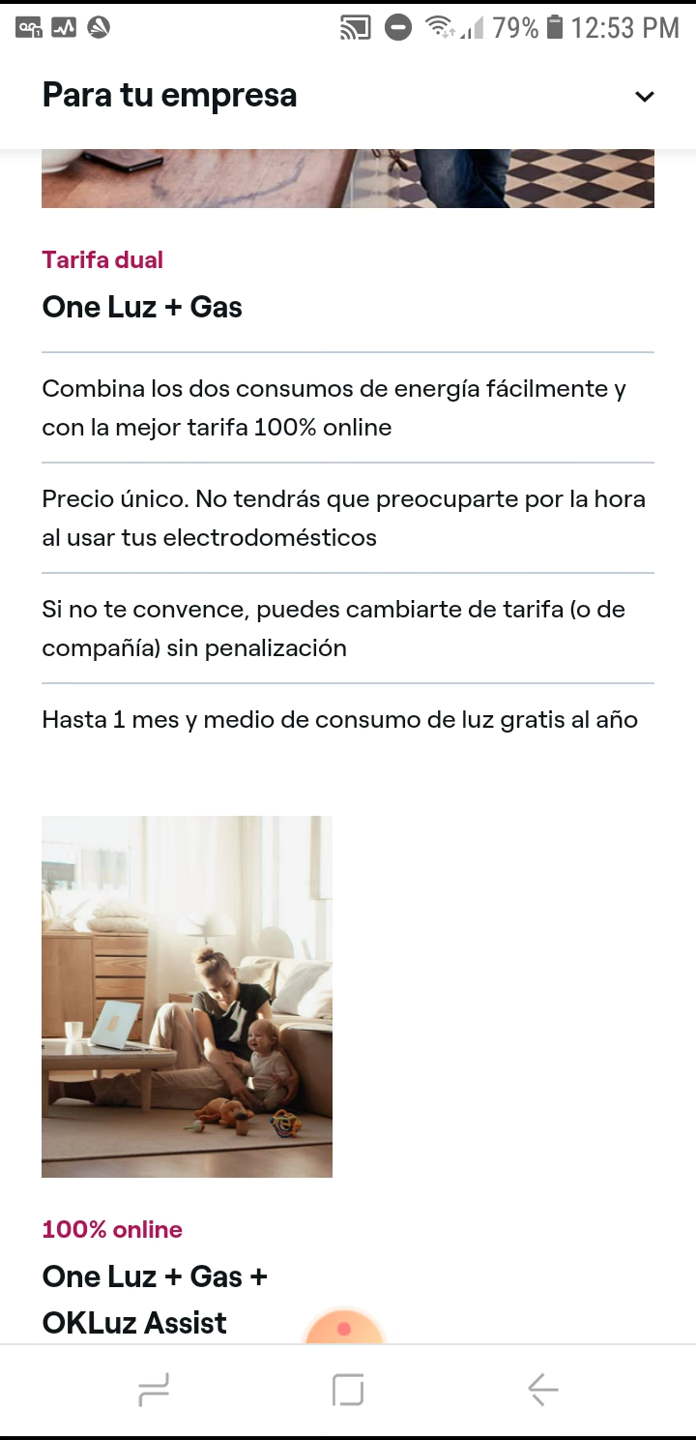 79% 12:53 PM
Para tu empresa
Tarifa dual
One Luz + Gas
Combina los dos consumos de energía fácilmente y
con la mejor tarifa 100% online
Precio único. No tendrás que preocuparte por la hora
al usar tus electrodomésticos
Si no te convence, puedes cambiarte de tarifa (o de
compañía) sin penalización
Hasta 1 mes y medio de consumo de luz gratis al año
100% online
One Luz + Gas +
OKLuz Assist